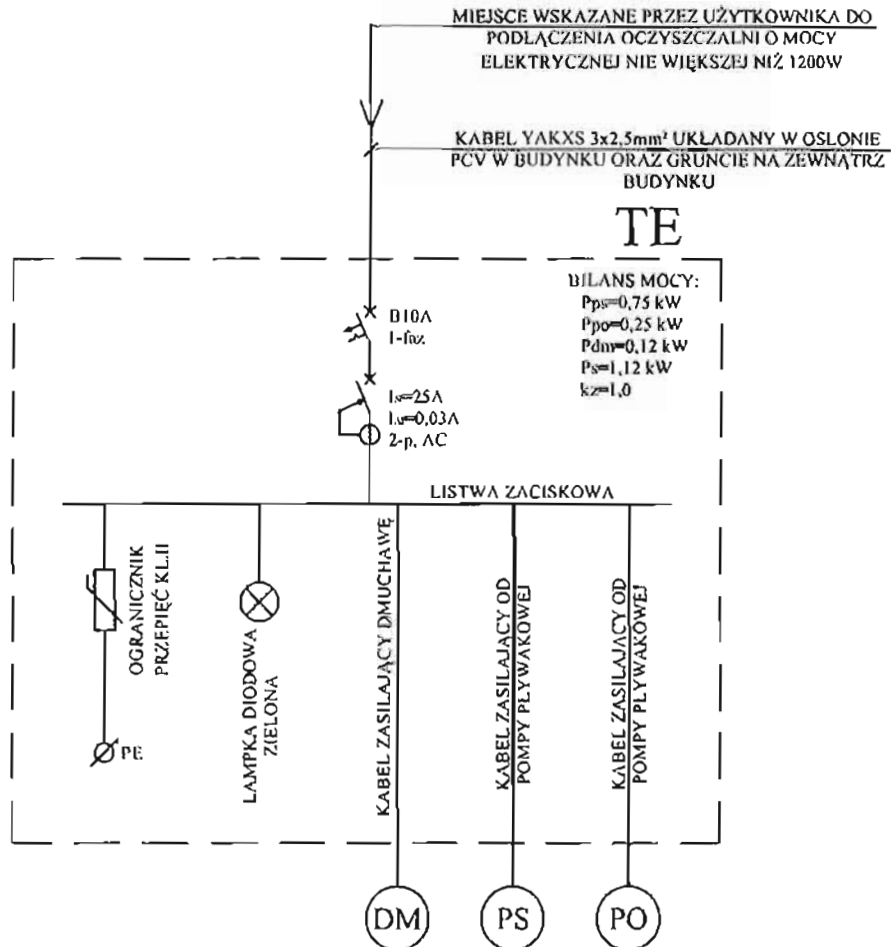 MIEJSCE WSKAZANE PRZEZ UŻYTKOWNIKA DO
PODŁĄCZENIA OCZYSZCZALNI O MOCY
ELEKTRYCZNEJ NIE WIĘKSZEJ NIŻ 1200W
KABEL YAKXS 3x2,5mm² UKŁADANY W OSŁONIE
PCV W BUDYNKU ORAZ GRUNCIE NA ZEWNĄTRZ
BUDYNKU
TE
BILANS MOCY:
Pps=0,75 kW
Ppo=0,25 kW
Pdm=0,12 kW
Ps=1,12 kW
kz=1,0
B10A
1-faz.
=25A
=0,03A
2-p, AC
LISTWA ZACISKOWA
OGRANICZNIK
PRZEPIĘĆ KL.II
PE
LAMPKA DIODOWA
ZIELONA
KABEL ZASILAJĄCY DMUCHAWĘ
KABEL ZASILAJĄCY OD
POMPY PŁYWAKOWEJ
KABEL ZASILAJĄCY OD
POMPY PŁYWAKOWEJ
DM
PS
PO